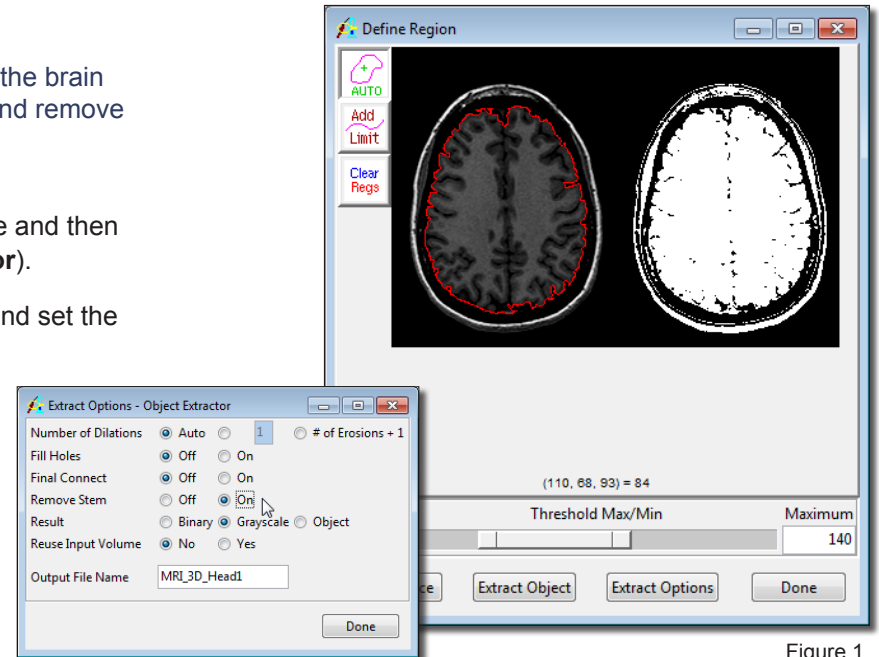 the brain
nd remove
e and then
or).
nd set the
Define Region
AUTO
Add
Limit
Clear
Regs
(110, 68, 93) = 84
Threshold Max/Min
Maximum
140
ce
Extract Object
Extract Options
Done
Extract Options - Object Extractor
Number of Dilations Auto 1 # of Erosions + 1
Fill Holes Off On
Final Connect Off On
Remove Stem Off On
Result Binary Grayscale Object
Reuse Input Volume No Yes
Output File Name MRI_3D_Head1
Done
Figure 1